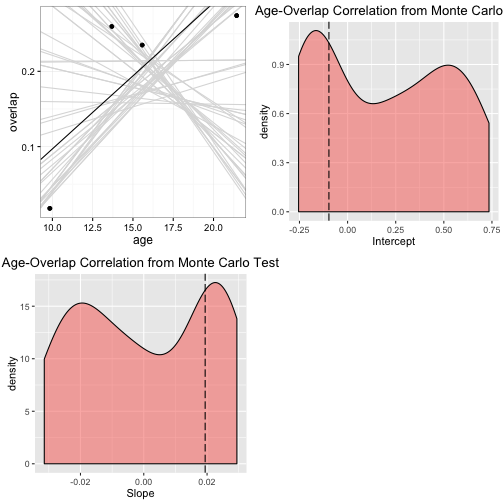 overlap
0.2
0.1
10.0 12.5 15.0 17.5 20.0
age
Age-Overlap Correlation from Monte Carlo
density
0.9
0.6
0.3
0.0
-0.25 0.00 0.25 0.50 0.75
Intercept
Age-Overlap Correlation from Monte Carlo Test
density
15
10
5
0
-0.02 0.00 0.02
Slope